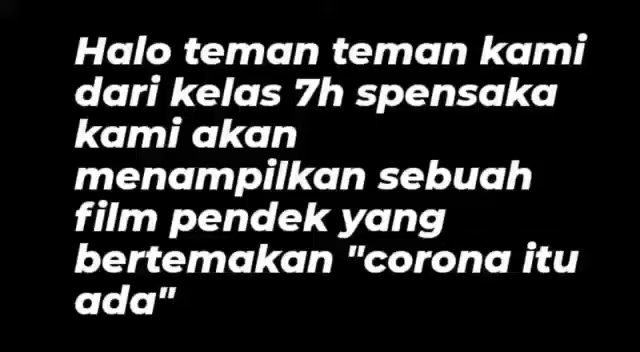 Halo teman teman kami
dari kelas 7h spensaka
kami akan
menampilkan sebuah
film pendek yang
bertemakan "corona itu
ada"